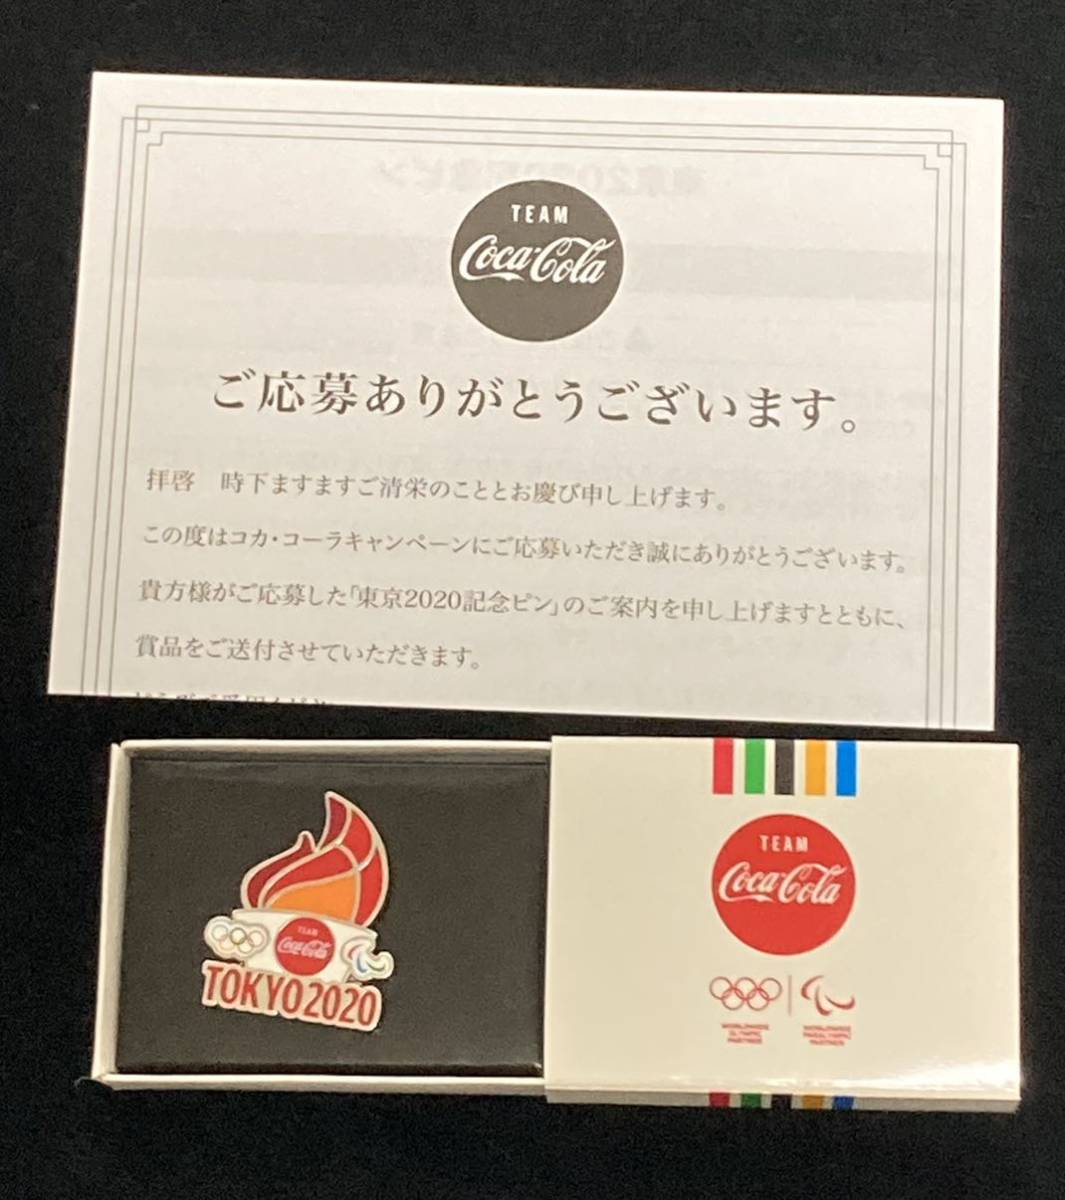 TEAM
Coca-Cola
ご応募ありがとうございます。
拝啓　時下ますますご清栄のこととお慶び申し上げます。
この度はコカ・コーラキャンペーンにご応募いただき誠にありがとうございます。
貴方様がご応募した「東京2020記念ピン」のご案内を申し上げますとともに、
賞品をご送付させていただきます。
TEAM
Coca-Cola
TOKYO2020
TEAM
Coca-Cola
WORLDWIDE
OLYMPIC
PARTNER
WORLDWIDE
PARALYMPIC
PARTNER